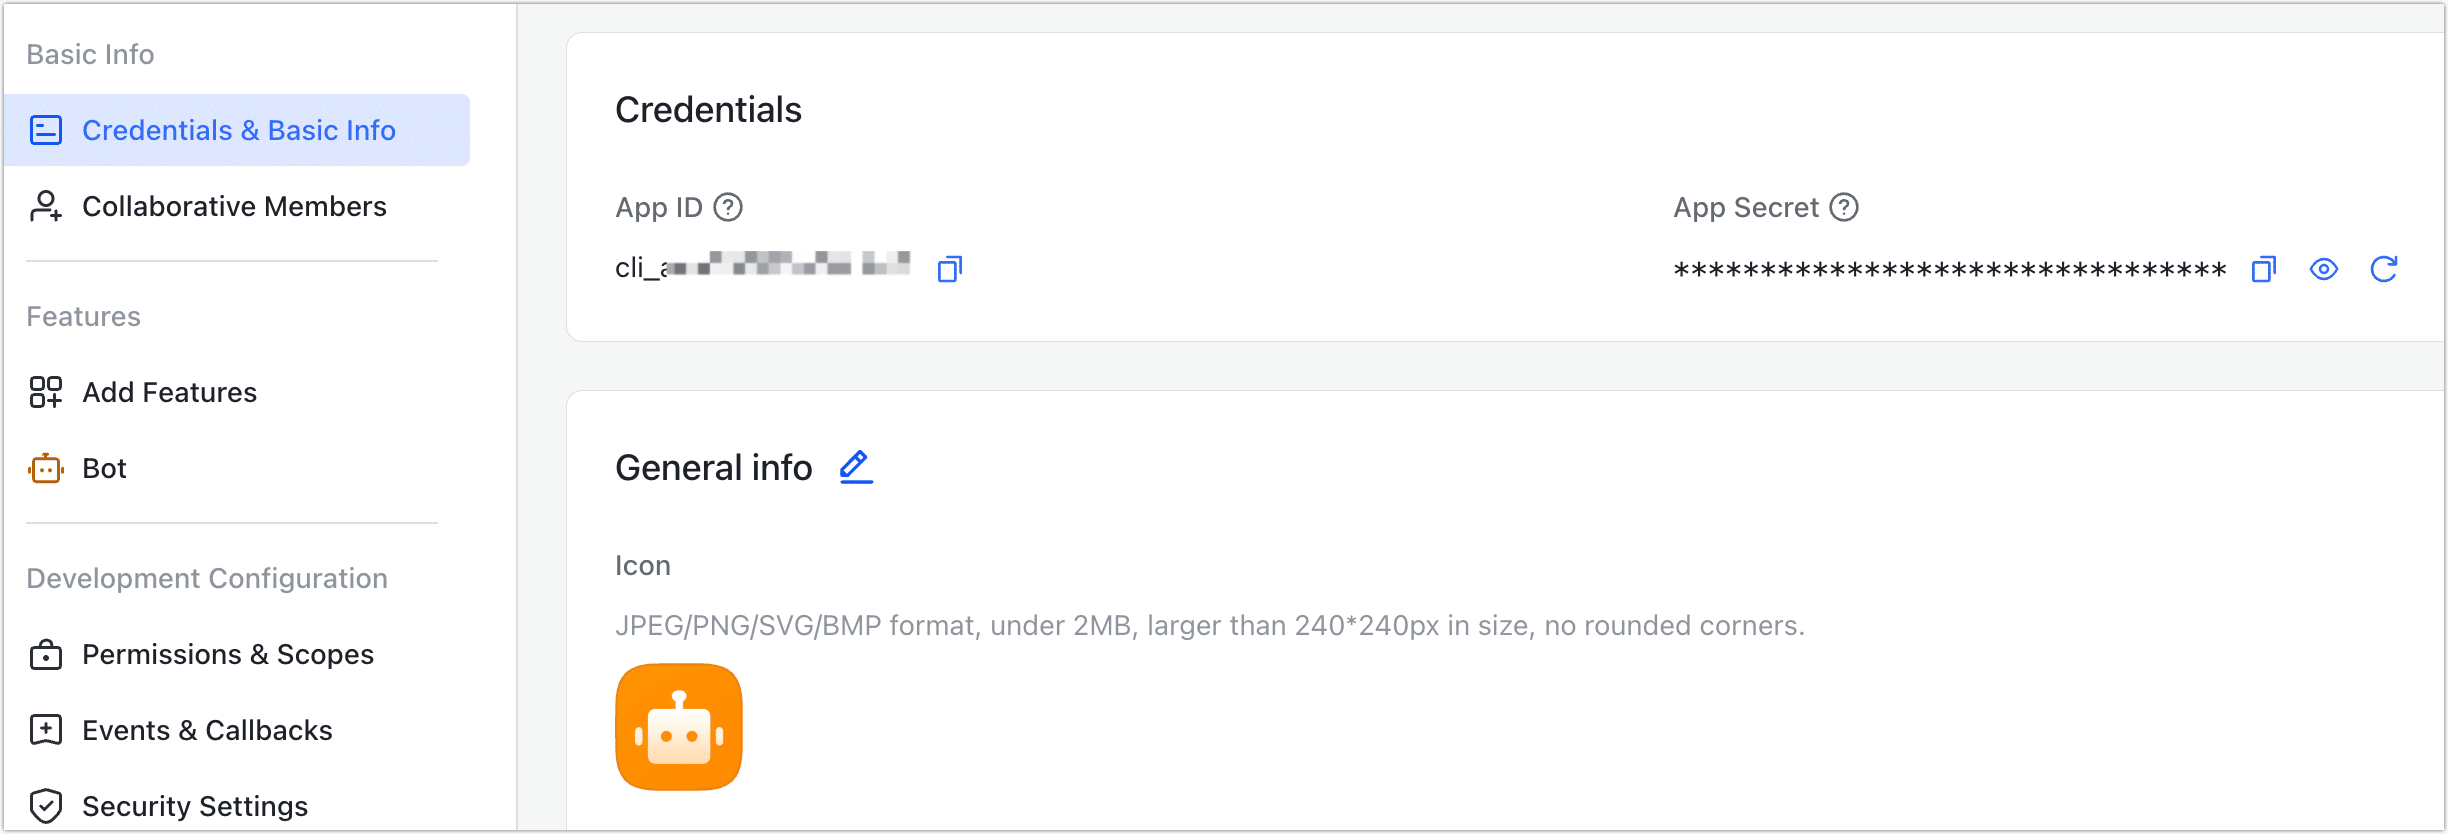 Basic Info
Credentials & Basic Info
Collaborative Members
Features
Add Features
Bot
Development Configuration
Permissions & Scopes
Events & Callbacks
Security Settings
Credentials
App ID
cli_
App Secret
********************************
General info
Icon
JPEG/PNG/SVG/BMP format, under 2MB, larger than 240*240px in size, no rounded corners.